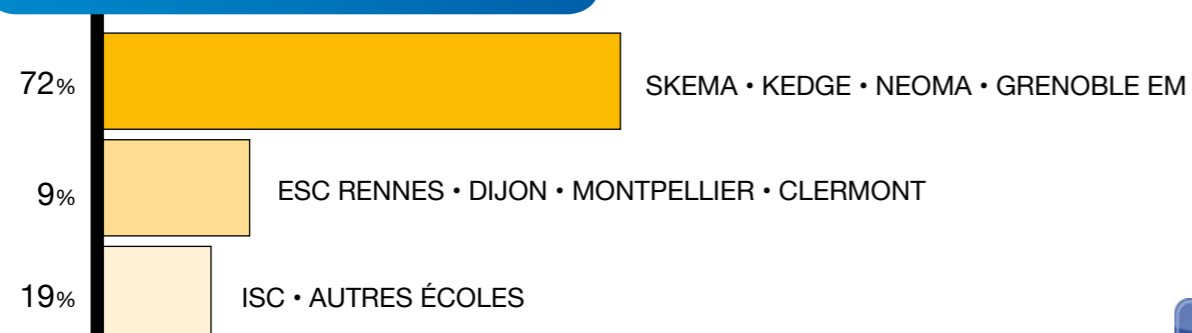 72% SKEMA • KEDGE • NEOMA • GRENOBLE EM
9% ESC RENNES • DIJON • MONTPELLIER • CLERMONT
19% ISC • AUTRES ÉCOLES